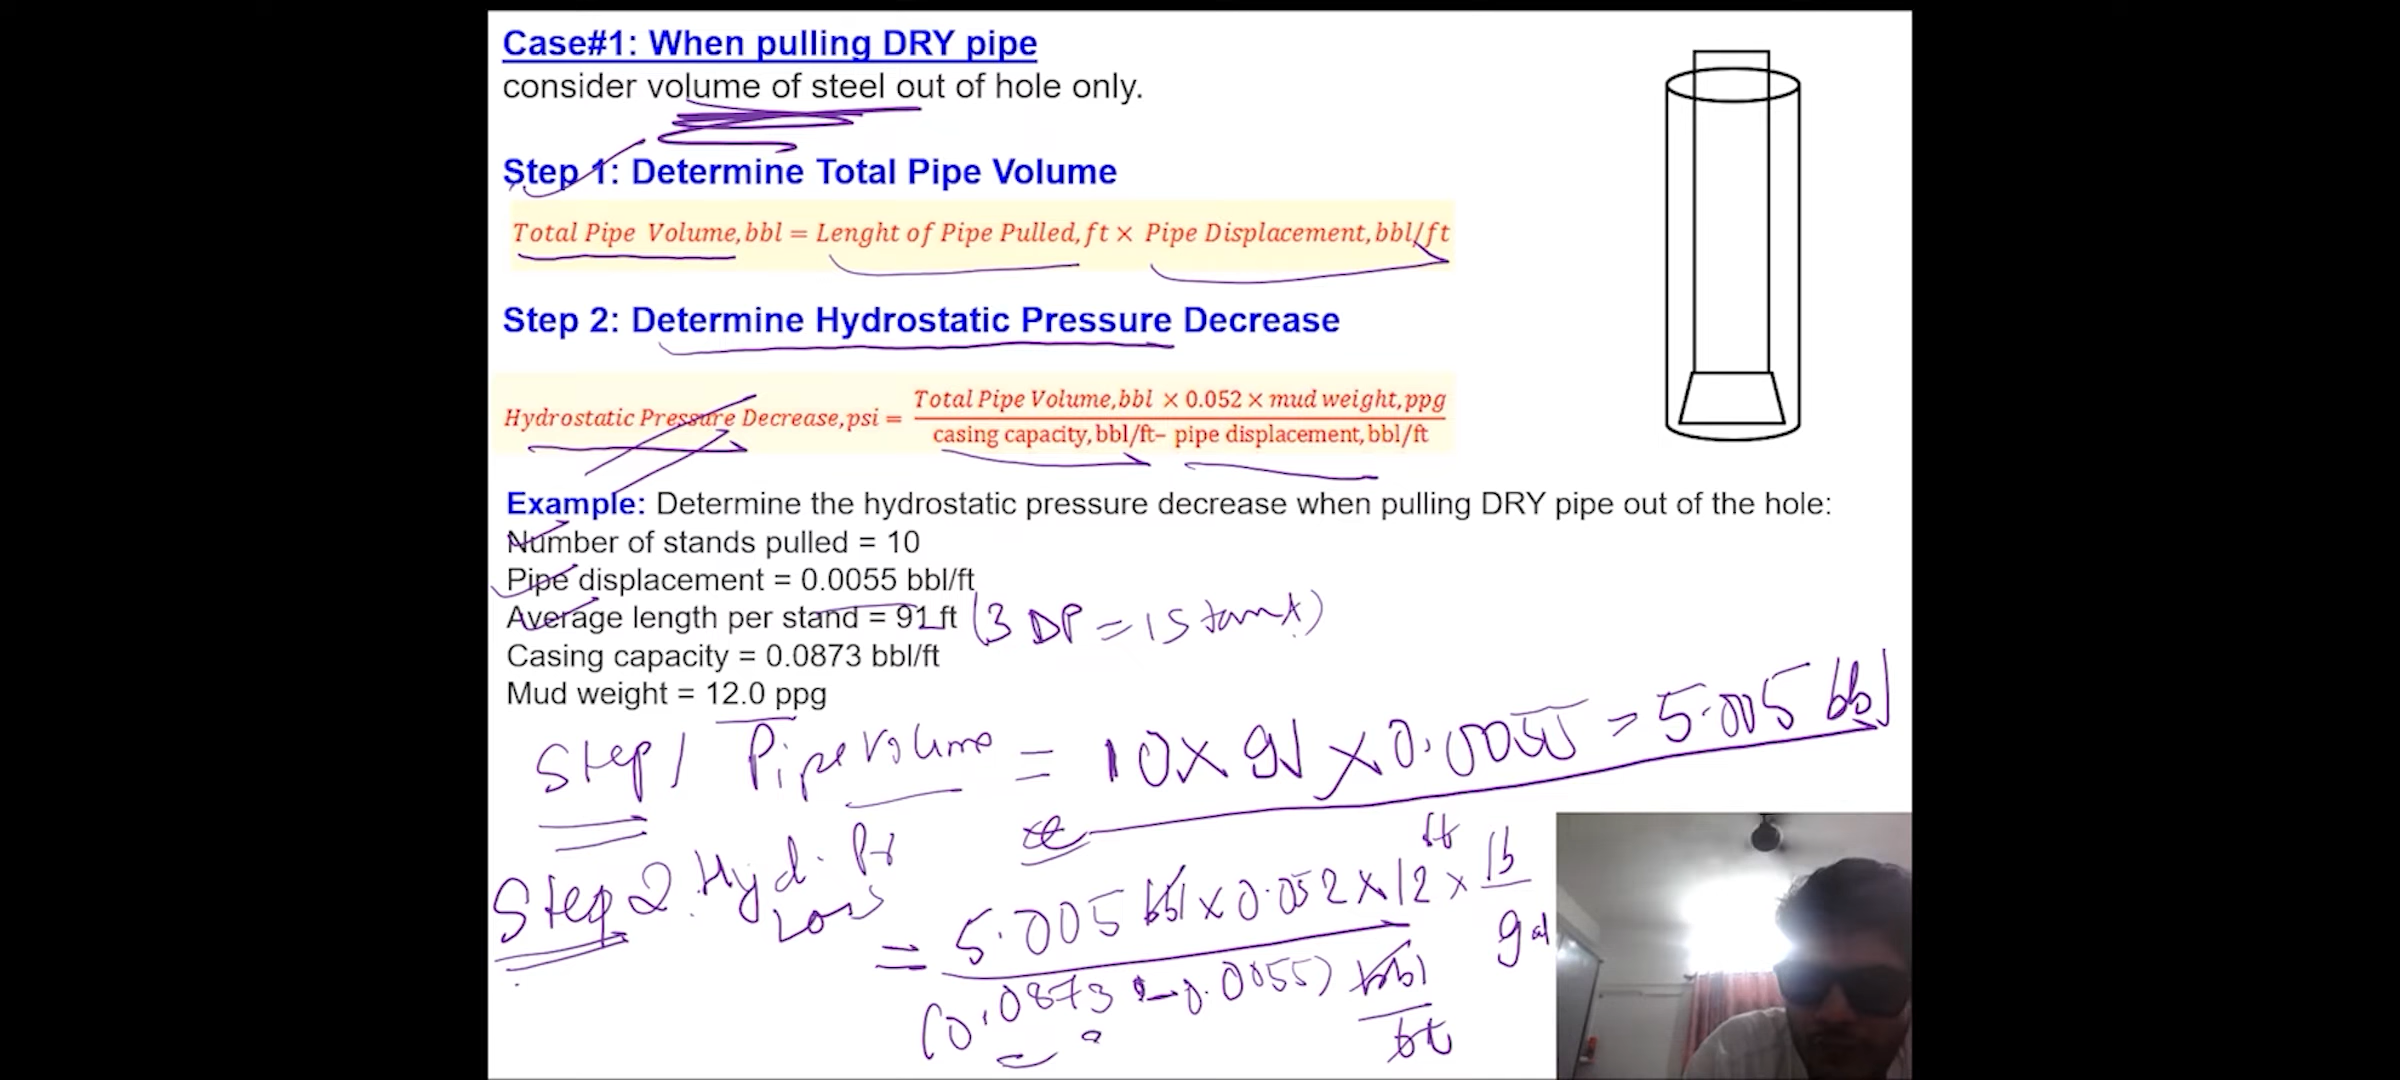 Case#1: When pulling DRY pipe
consider volume of steel out of hole only.
Step 1: Determine Total Pipe Volume
Total Pipe Volume, bbl = Lenght of Pipe Pulled, ft × Pipe Displacement, bbl/ft
Step 2: Determine Hydrostatic Pressure Decrease
Hydrostatic Pressure Decrease, psi = Total Pipe Volume, bbl × 0.052 × mud weight, ppg
casing capacity, bbl/ft− pipe displacement, bbl/ft
Example: Determine the hydrostatic pressure decrease when pulling DRY pipe out of the hole:
Number of stands pulled = 10
Pipe displacement = 0.0055 bbl/ft
Average length per stand = 91 ft (3 DP = 1 Stand)
Casing capacity = 0.0873 bbl/ft
Mud weight = 12.0 ppg
Step 1 Pipe Volume = 10 × 91 × 0.0055 = 5.005 bbl
Step 2. Hyd. Pr
Loss
= 5.005 bbl × 0.052 × 12 ft × lb
gal
(0.0873 - 0.0055) bbl
ft